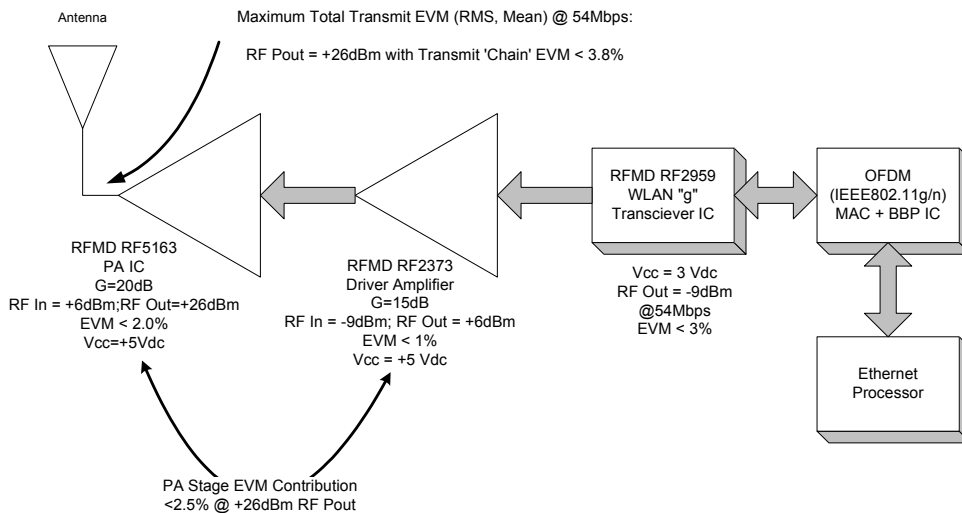 Antenna
Maximum Total Transmit EVM (RMS, Mean) @ 54Mbps:
RF Pout = +26dBm with Transmit 'Chain' EVM < 3.8%
RFMD RF5163
PA IC
G=20dB
RF In = +6dBm;RF Out=+26dBm
EVM < 2.0%
Vcc=+5Vdc
RFMD RF2373
Driver Amplifier
G=15dB
RF In = -9dBm; RF Out = +6dBm
EVM < 1%
Vcc = +5 Vdc
RFMD RF2959
WLAN "g"
Transciever IC
Vcc = 3 Vdc
RF Out = -9dBm
@54Mbps
EVM < 3%
OFDM
(IEEE802.11g/n)
MAC + BBP IC
Ethernet
Processor
PA Stage EVM Contribution
<2.5% @ +26dBm RF Pout